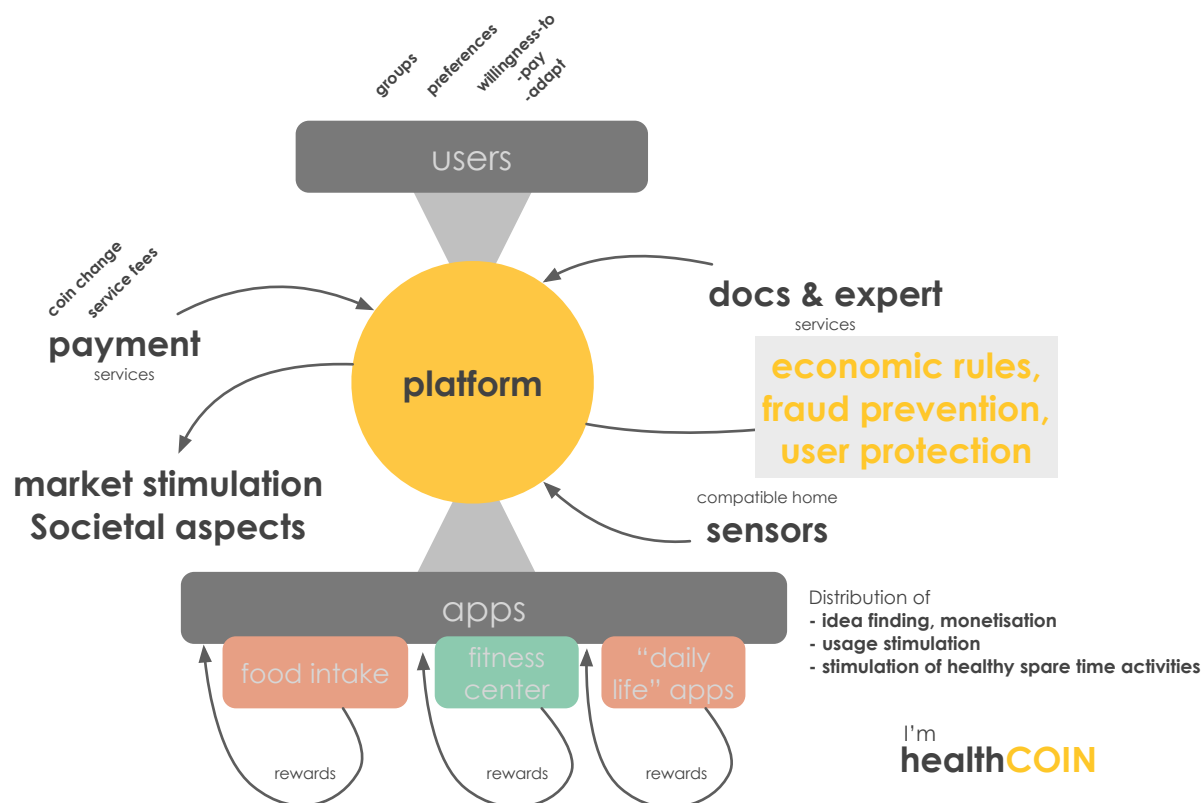 groups
preferences
willingness-to
-pay
-adapt
users
coin change
service fees
payment
services
docs & expert
services
economic rules,
fraud prevention,
user protection
platform
market stimulation
Societal aspects
compatible home
sensors
apps
food intake
fitness
center
“daily
life” apps
rewards
rewards
rewards
Distribution of
- idea finding, monetisation
- usage stimulation
- stimulation of healthy spare time activities
I'm
healthCOIN